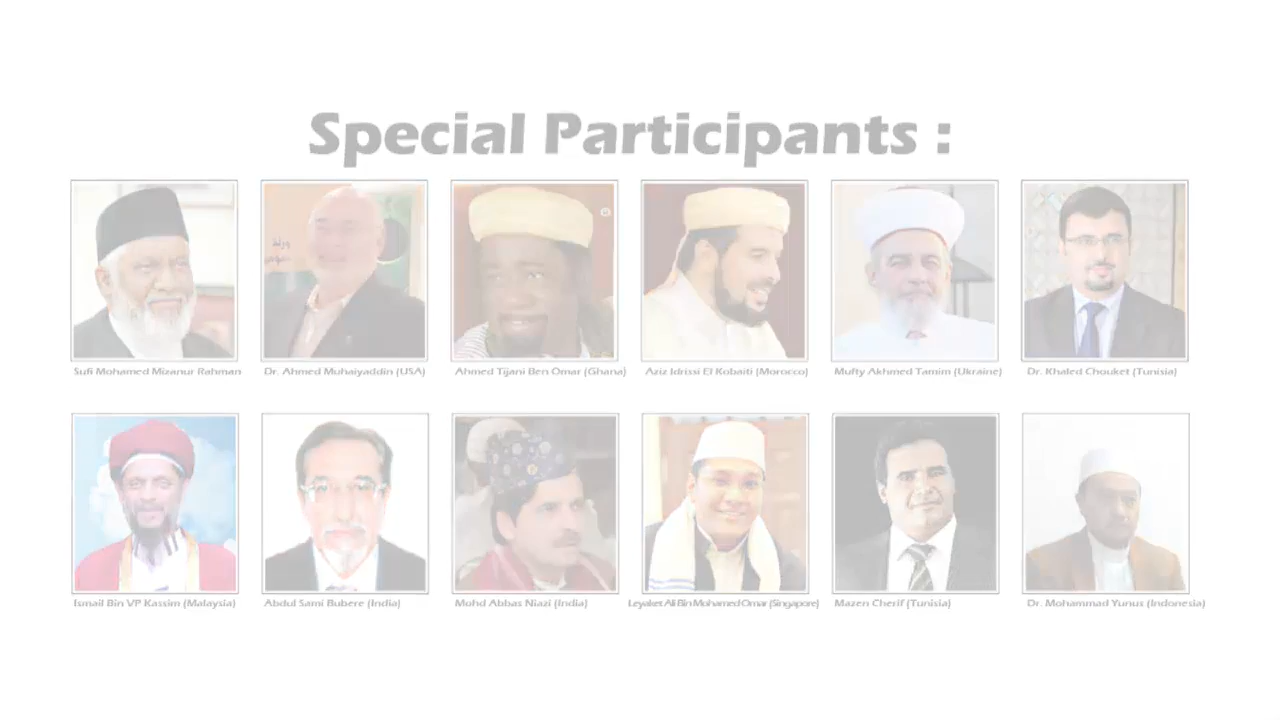 Special Participants :
Sufi Mohamed Mizanur Rahman
Dr. Ahmed Muhaiyaddin (USA)
Ahmed Tijani Ben Omar (Ghana)
Aziz Idrissi El Kobaiti (Morocco)
Mufty Akhmed Tamim (Ukraine)
Dr. Khaled Chouket (Tunisia)
Ismail Bin VP Kassim (Malaysia)
Abdul Sami Bubere (India)
Mohd Abbas Niazi (India)
Leyaket Ali Bin Mohamed Omar (Singapore)
Mazen Cherif (Tunisia)
Dr. Mohammad Yunus (Indonesia)